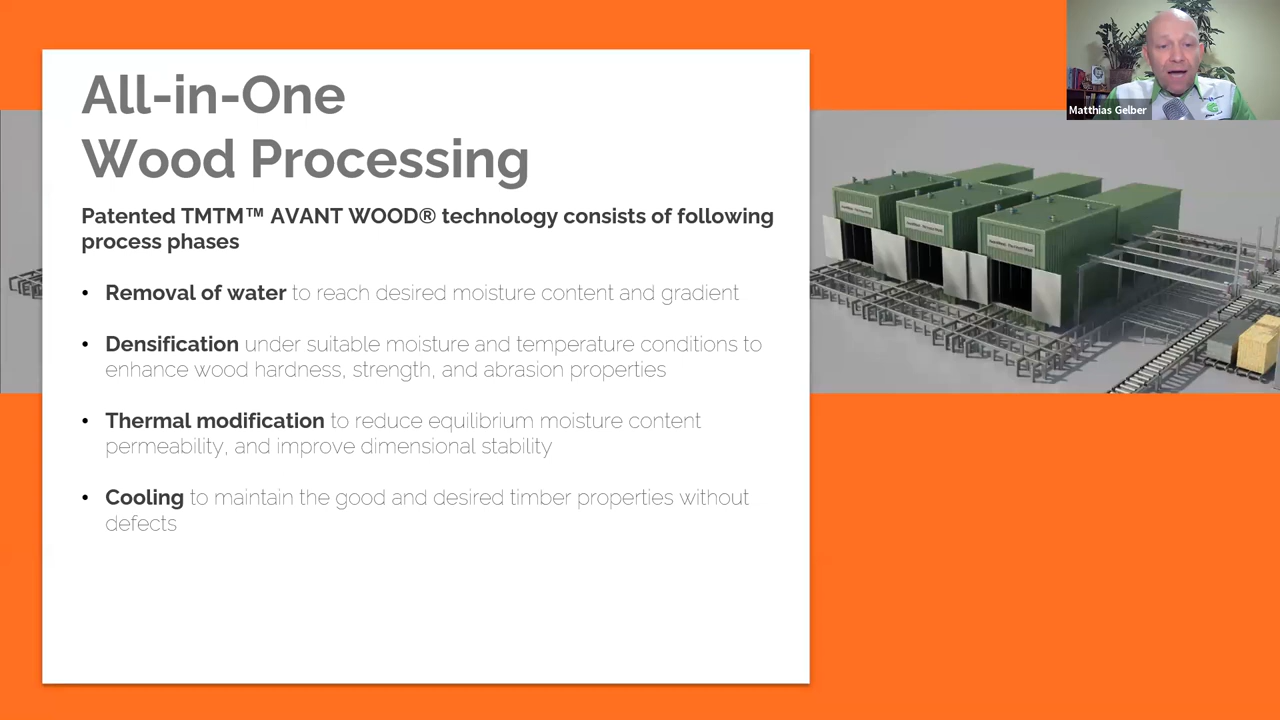 All-in-One
Wood Processing
Patented TMTM™ AVANT WOOD® technology consists of following
process phases
• Removal of water to reach desired moisture content and gradient
• Densification under suitable moisture and temperature conditions to
enhance wood hardness, strength, and abrasion properties
• Thermal modification to reduce equilibrium moisture content
permeability, and improve dimensional stability
• Cooling to maintain the good and desired timber properties without
defects
Matthias Gelber